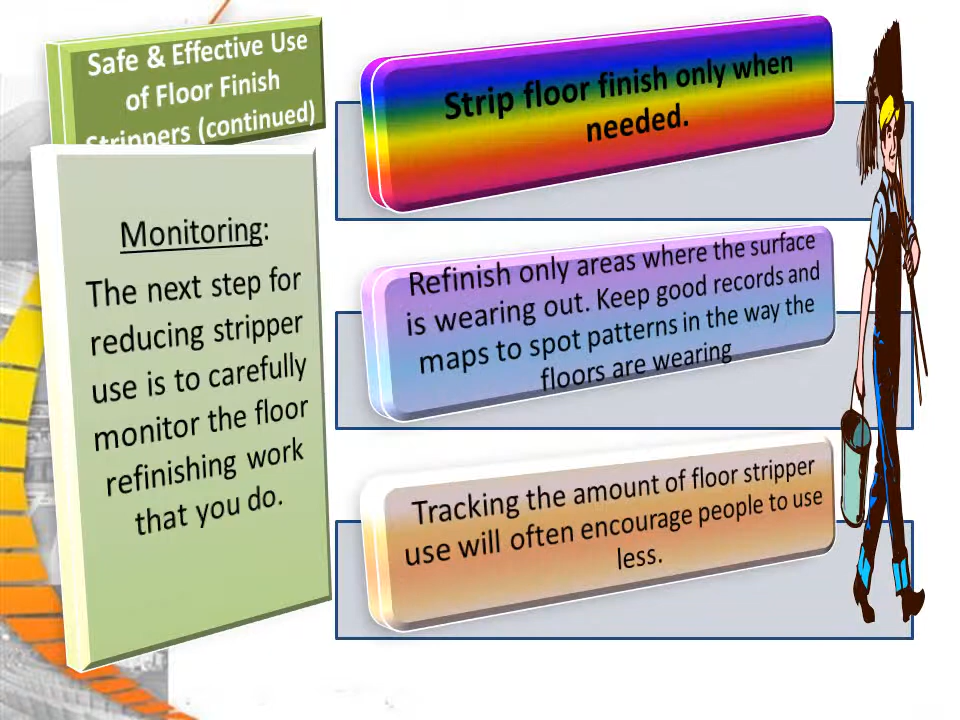 Safe & Effective Use
of Floor Finish
Strippers (continued)
Monitoring:
The next step for
reducing stripper
use is to carefully
monitor the floor
refinishing work
that you do.
Strip floor finish only when
needed.
Refinish only areas where the surface
is wearing out. Keep good records and
maps to spot patterns in the way the
floors are wearing
Tracking the amount of floor stripper
use will often encourage people to use
less.